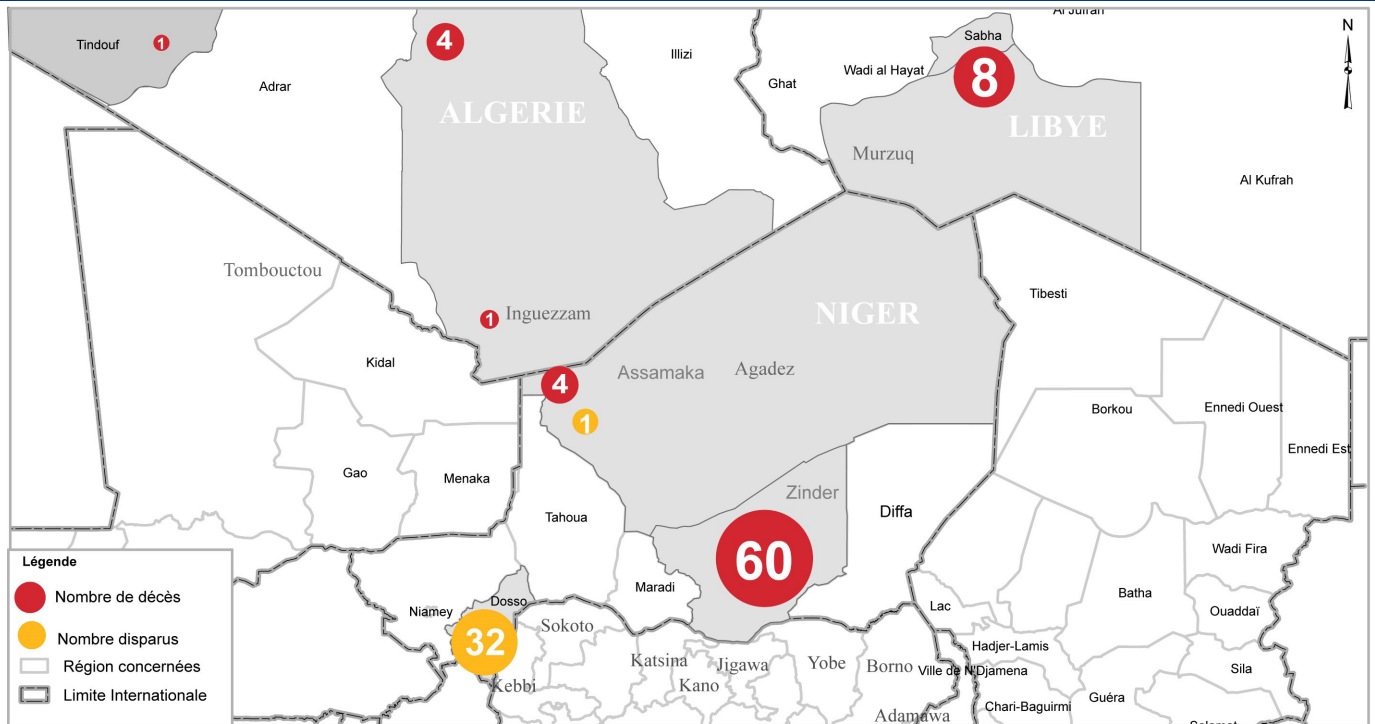 Al Jufrah
N
Tindouf
1
4
Illizi
Sabha
Wadi al Hayat
8
Adrar
Ghat
ALGERIE
LIBYE
Murzuq
Al Kufrah
Tombouctou
Tibesti
1
Inguezzam
NIGER
Kidal
4
Assamaka
Agadez
1
Borkou
Ennedi Ouest
Ennedi Est
Gao
Menaka
Zinder
Tahoua
Diffa
Wadi Fira
60
Légende
Nombre de décès
Nombre disparus
Région concernées
Limite Internationale
Maradi
Batha
Dosso
Niamey
Lac
Ouaddaï
32
Sokoto
Hadjer-Lamis
Katsina
Jigawa
Yobe
Borno
Ville de N'Djamena
Sila
Kebbi
Kano
Guéra
Chari-Baguirmi
Adamawa
Salamat